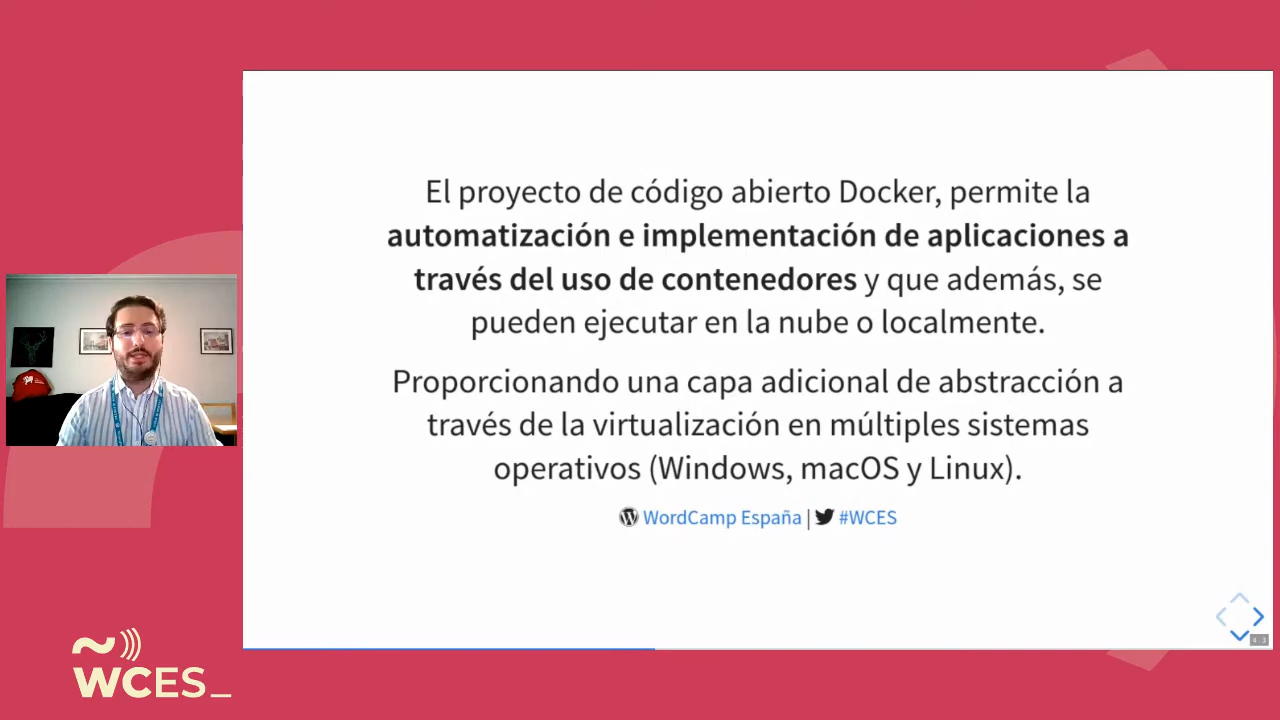 El proyecto de código abierto Docker, permite la
automatización e implementación de aplicaciones a
través del uso de contenedores y que además, se
pueden ejecutar en la nube o localmente.
Proporcionando una capa adicional de abstracción a
través de la virtualización en múltiples sistemas
operativos (Windows, macOS y Linux).
WordCamp España | #WCES
4.3
WCES_